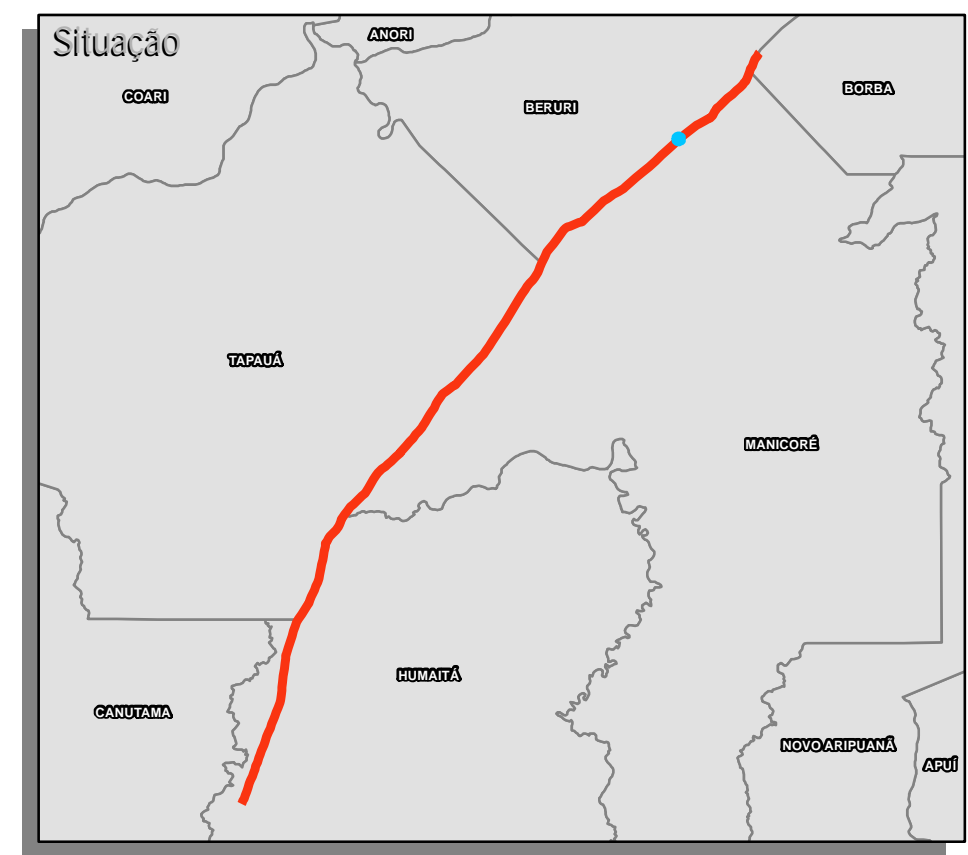 Situação
ANORI
COARI
BERURI
BORBA
TAPAUÁ
MANICORÉ
HUMAITÁ
CANUTAMA
NOVO ARIPUANÃ
APUÍ